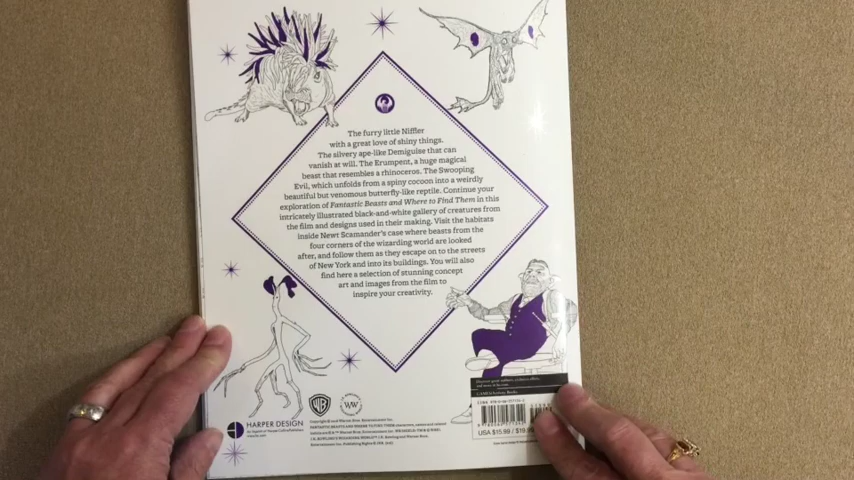 The furry little Niffler
with a great love of shiny things.
The silvery ape-like Demiguise that can
vanish at will. The Erumpent, a huge magical
beast that resembles a rhinoceros. The Swooping
Evil, which unfolds from a spiny cocoon into a weirdly
beautiful but venomous butterfly-like reptile. Continue your
exploration of Fantastic Beasts and Where to Find Them in this
intricately illustrated black-and-white gallery of creatures from
the film and designs used in their making. Visit the habitats
inside Newt Scamander's case where beasts from the
four corners of the wizarding world are looked
after, and follow them as they escape on to the streets
of New York and into its buildings. You will also
find here a selection of stunning concept
art and images from the film to
inspire your creativity.
HARPER DESIGN
WB
WW
USA $15.99